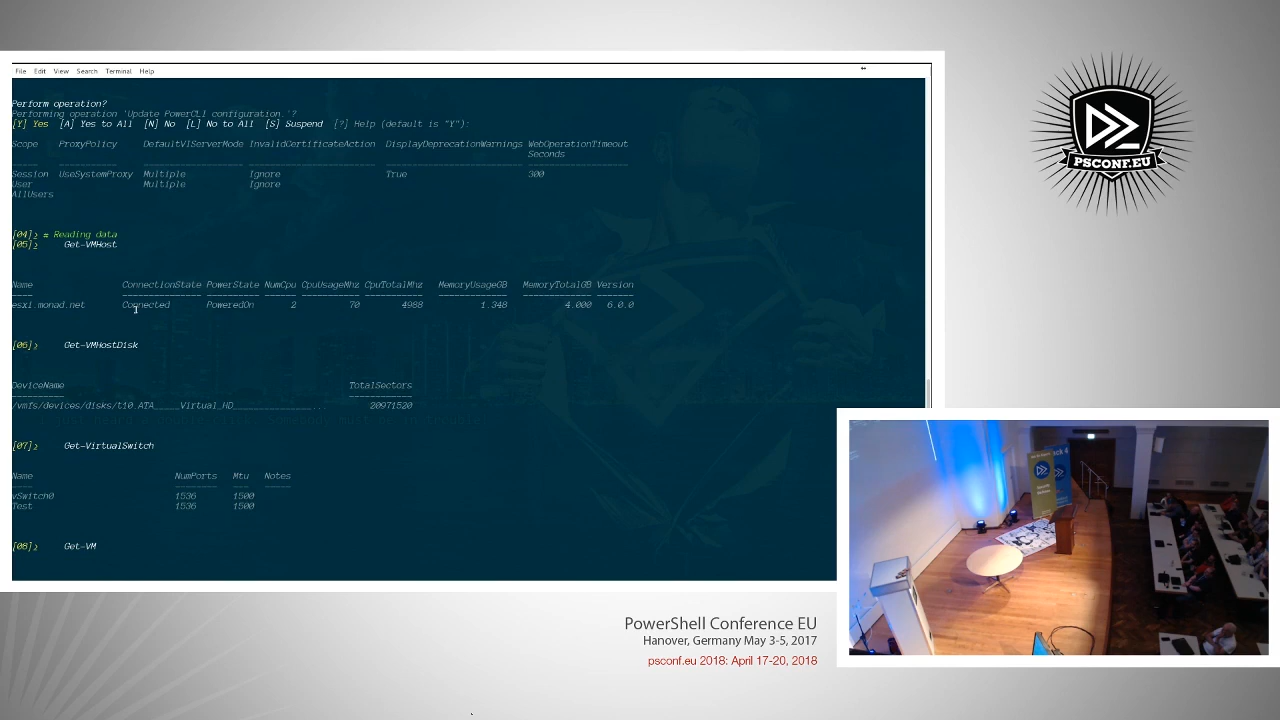 File Edit View Search Terminal Help
Perform operation?
Performing operation 'Update PowerCLI configuration.'?
[Y] Yes [A] Yes to All [N] No [L] No to All [S] Suspend [?] Help (default is "Y"):
Scope ProxyPolicy DefaultVIServerMode InvalidCertificateAction DisplayDeprecationWarnings WebOperationTimeout
Seconds
Session UseSystemProxy Multiple Ignore True 300
User Multiple Ignore
AllUsers
[04] # Reading data
[05] Get-VMHost
Name ConnectionState PowerState NumCpu CpuUsageMhz CpuTotalMhz MemoryUsageGB MemoryTotalGB Version
esxi.monad.net Connected PoweredOn 2 70 4988 1.348 4.000 6.0.0
[06] Get-VMHostDisk
DeviceName TotalSectors
/vmfs/devices/disks/t10.ATA_____Virtual_HD________________... 20971520
[07] Get-VirtualSwitch
Name NumPorts Mtu Notes
vSwitch0 1536 1500
Test 1536 1500
[08] Get-VM
PSCONF.EU
PowerShell Conference EU
Hanover, Germany May 3-5, 2017
psconf.eu 2018: April 17-20, 2018